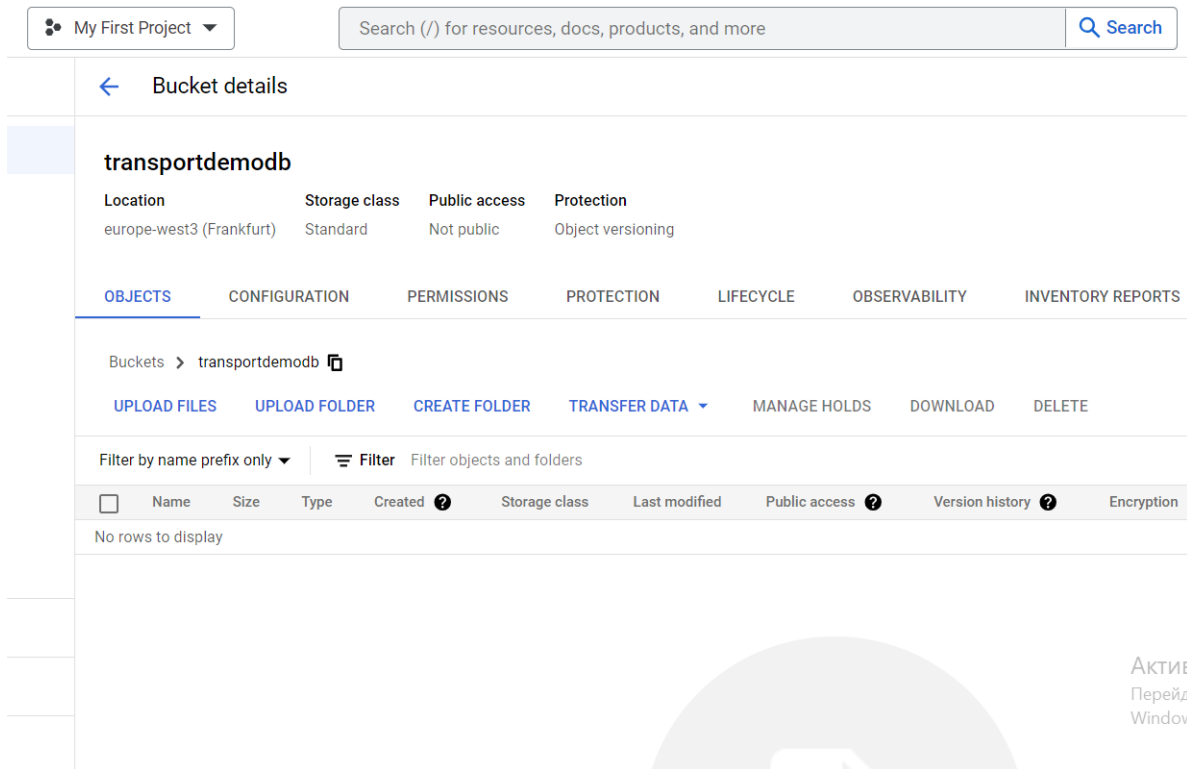 My First Project
Search (/) for resources, docs, products, and more
Search
Bucket details
transportdemodb
Location Storage class Public access Protection
europe-west3 (Frankfurt) Standard Not public Object versioning
OBJECTS CONFIGURATION PERMISSIONS PROTECTION LIFECYCLE OBSERVABILITY INVENTORY REPORTS
Buckets > transportdemodb
UPLOAD FILES UPLOAD FOLDER CREATE FOLDER TRANSFER DATA MANAGE HOLDS DOWNLOAD DELETE
Filter by name prefix only Filter Filter objects and folders
Name Size Type Created ? Storage class Last modified Public access ? Version history ? Encryption
No rows to display